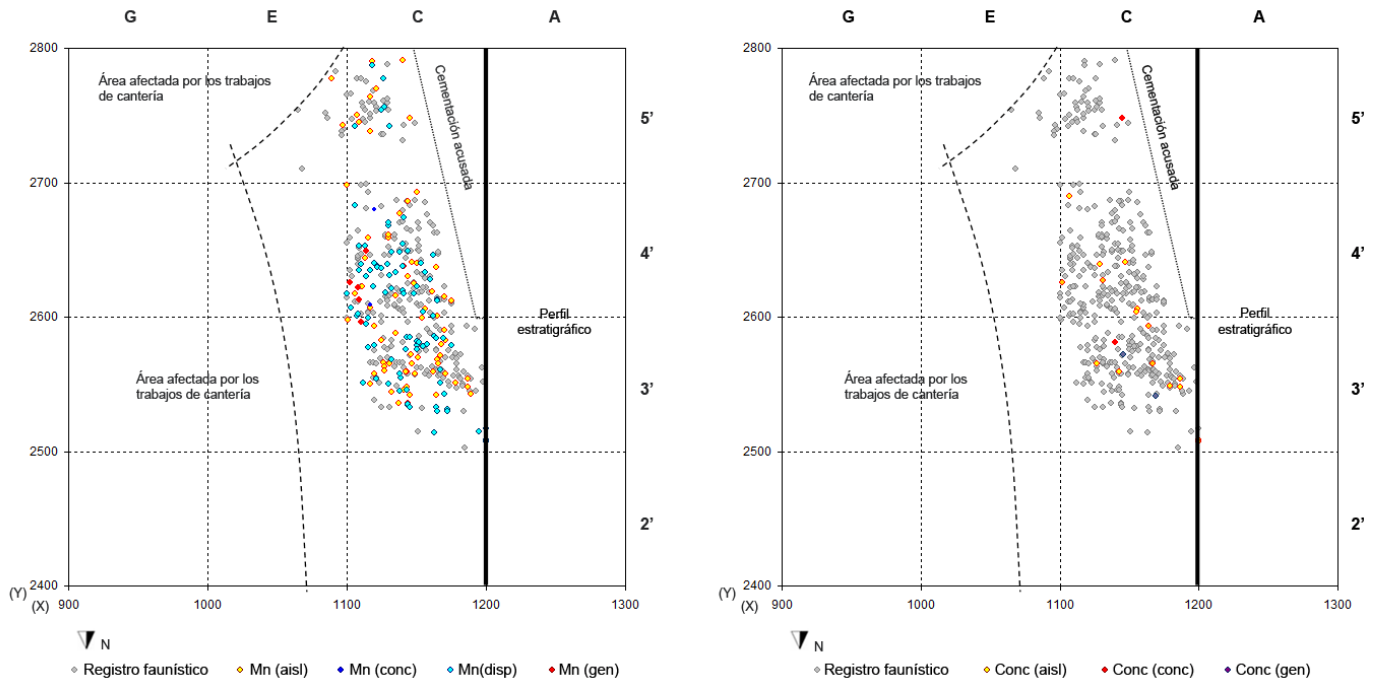 G E C A
2800
Área afectada por los trabajos
de cantería
Cementación acusada
5’
2700
4’
2600
Perfil
estratigráfico
Área afectada por los
trabajos de cantería
3’
2500
2’
2400
(Y)
(X)
900 1000 1100 1200 1300
N
Registro faunístico Mn (aisl) Mn (conc) Mn(disp) Mn (gen)
G E C A
2800
Área afectada por los trabajos
de cantería
Cementación acusada
5’
2700
4’
2600
Perfil
estratigráfico
Área afectada por los
trabajos de cantería
3’
2500
2’
2400
(Y)
(X)
900 1000 1100 1200 1300
N
Registro faunístico Conc (aisl) Conc (conc) Conc (gen)